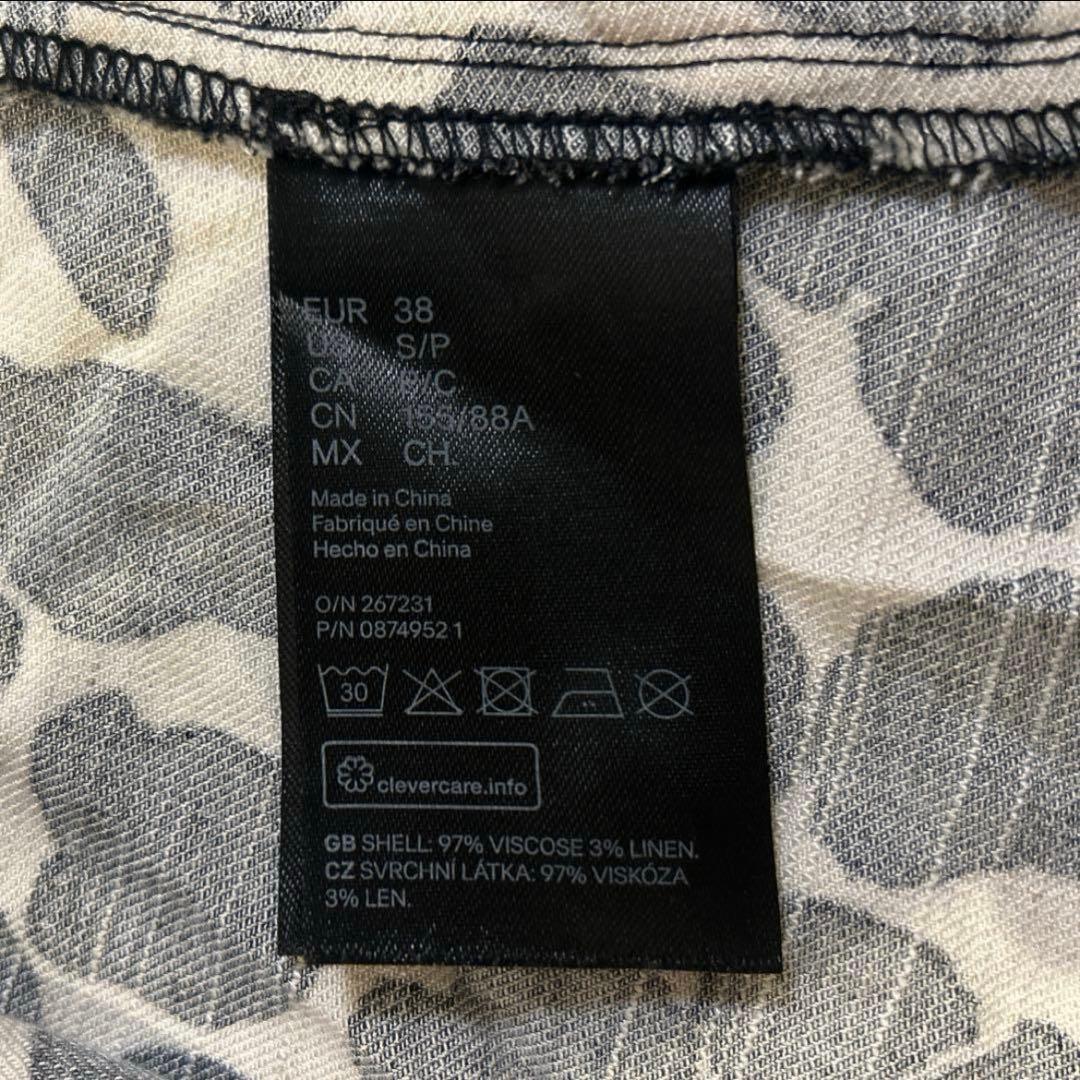 EUR 38
US S/P
CA P/C
CN 155/88A
MX CH
Made in China
Fabriqué en Chine
Hecho en China
O/N 267231
P/N 0874952 1
30
clevercare.info
GB SHELL: 97% VISCOSE 3% LINEN.
CZ SVRCHNÍ LÁTKA: 97% VISKÓZA
3% LEN.